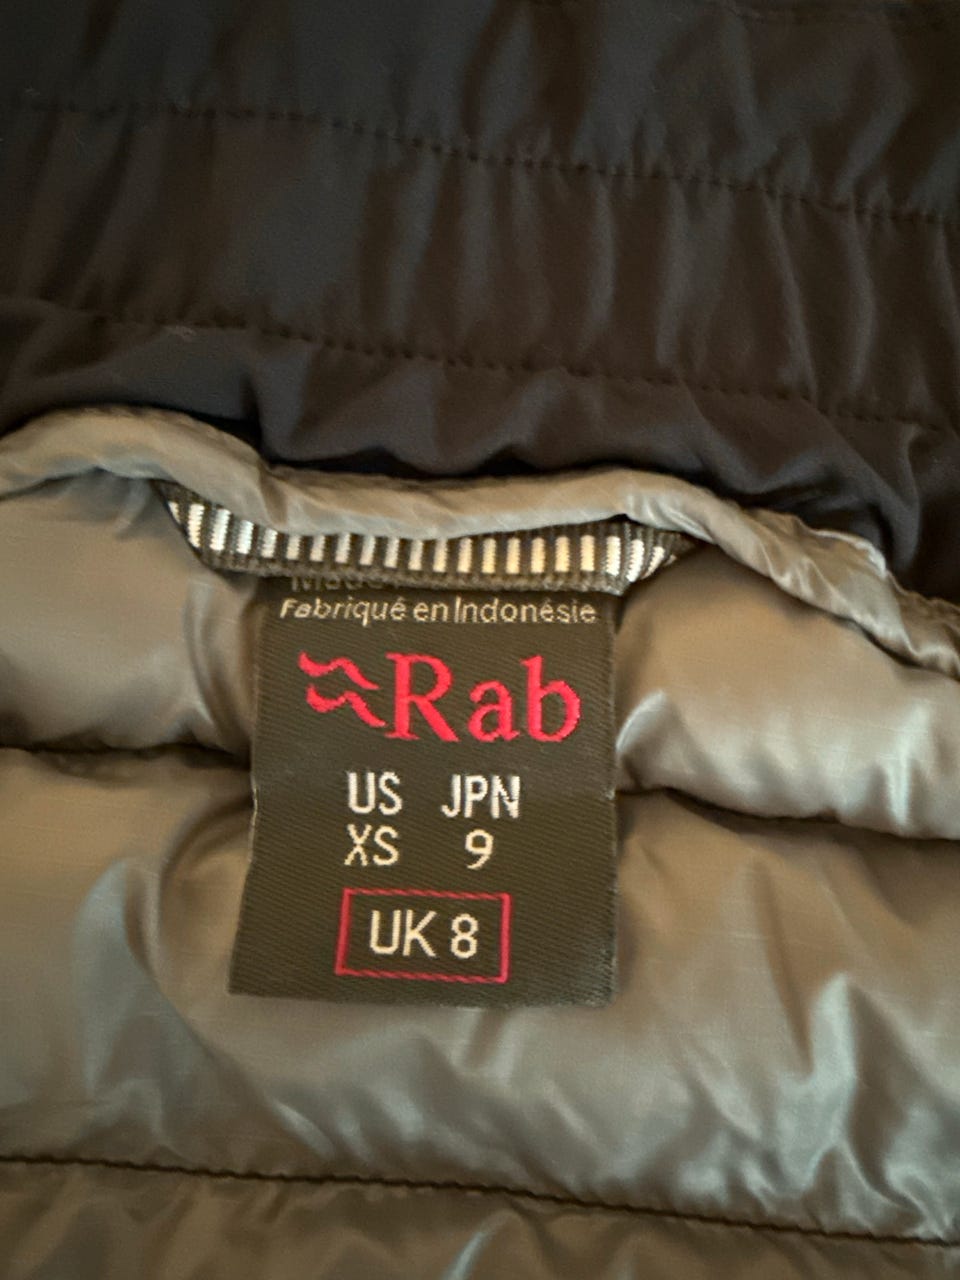 Fabriqué en Indonésie
Rab
US JPN
XS 9
UK 8